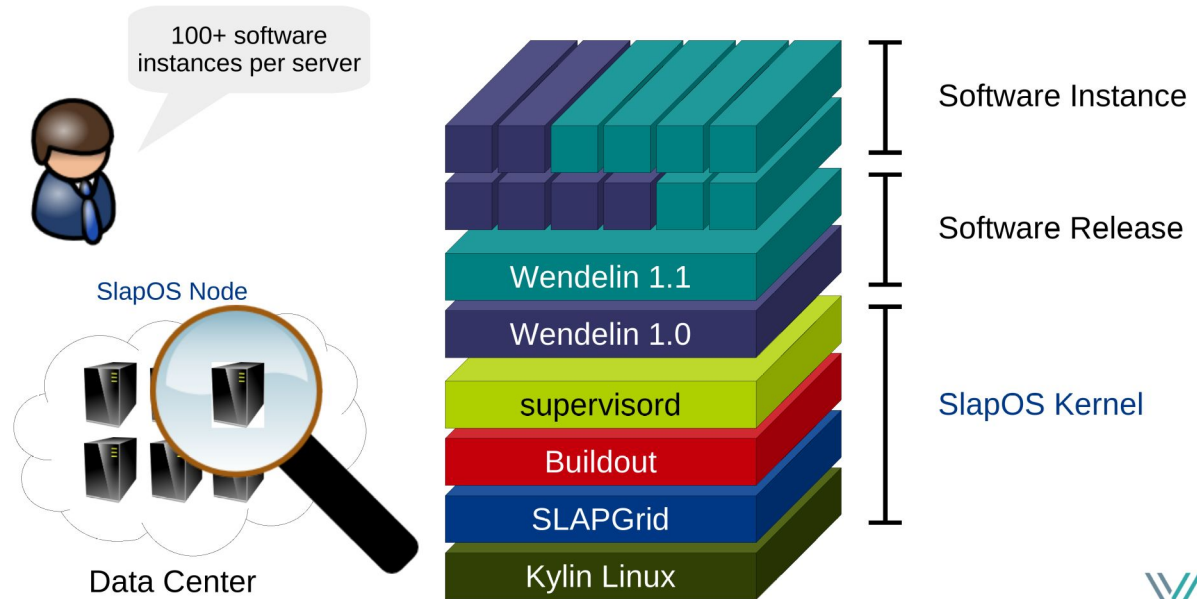 100+ software
instances per server
SlapOS Node
Data Center
Wendelin 1.1
Wendelin 1.0
supervisord
Buildout
SLAPGrid
Kylin Linux
Software Instance
Software Release
SlapOS Kernel